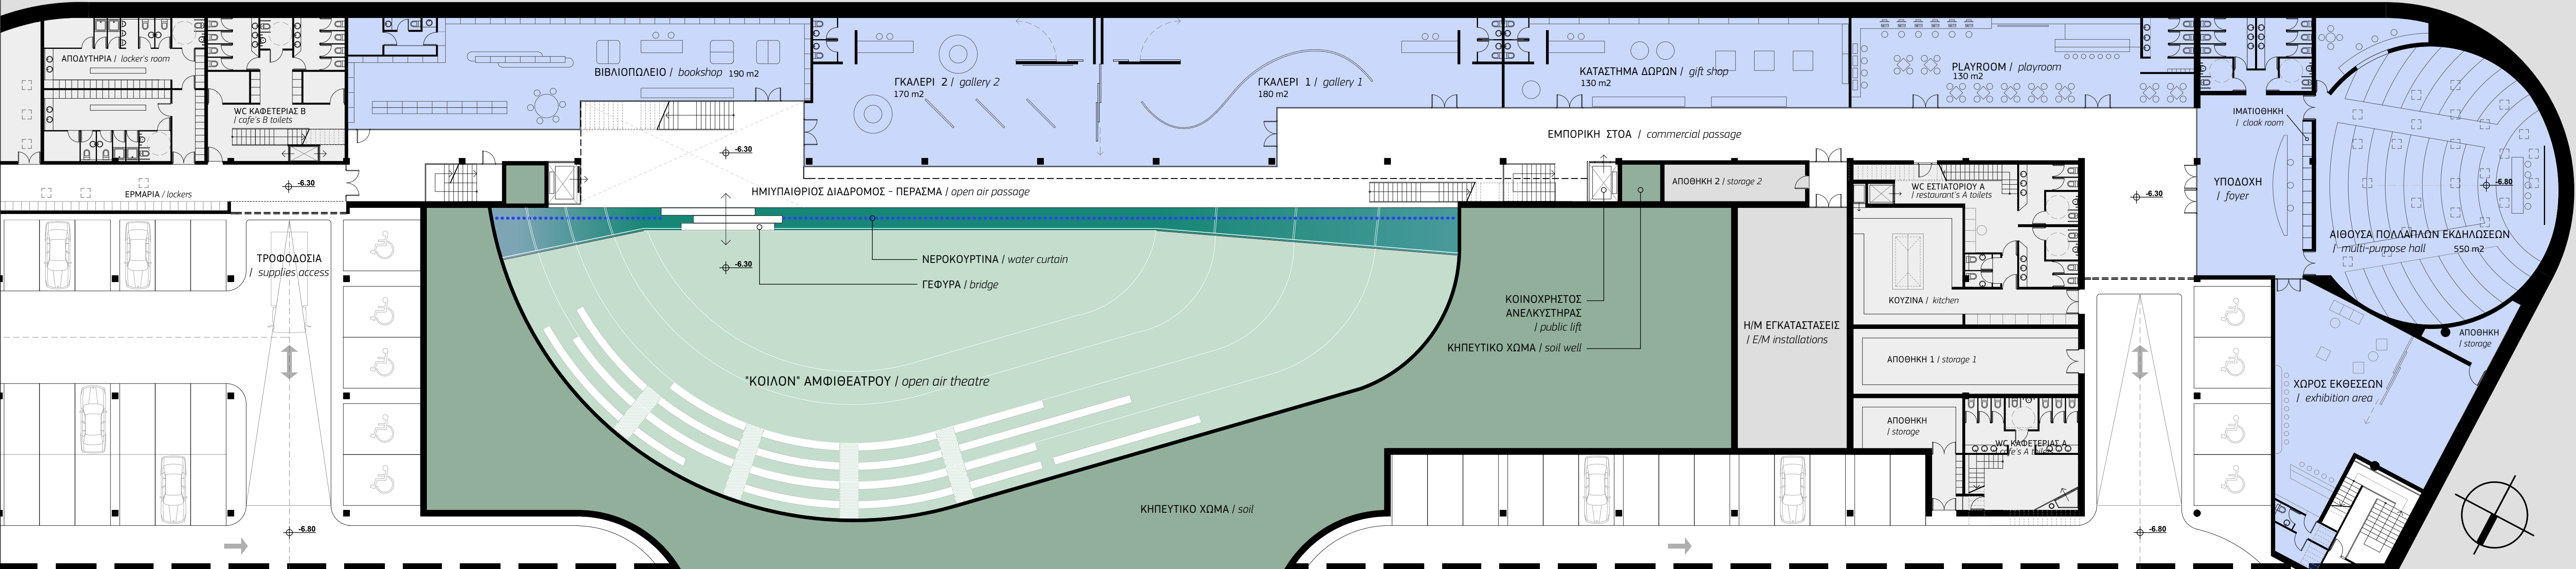 ΑΠΟΔΥΤΗΡΙΑ / locker's room
WC ΚΑΦΕΤΕΡΙΑΣ Β
/ cafe's B toilets
ΕΡΜΑΡΙΑ / lockers
-6.30
ΤΡΟΦΟΔΟΣΙΑ
/ supplies access
-6.80
ΒΙΒΛΙΟΠΩΛΕΙΟ / bookshop 190 m2
-6.30
ΗΜΙΥΠΑΙΘΡΙΟΣ ΔΙΑΔΡΟΜΟΣ - ΠΕΡΑΣΜΑ / open air passage
-6.30
ΝΕΡΟΚΟΥΡΤΙΝΑ / water curtain
ΓΕΦΥΡΑ / bridge
"ΚΟΙΛΟΝ" ΑΜΦΙΘΕΑΤΡΟΥ / open air theatre
ΚΗΠΕΥΤΙΚΟ ΧΩΜΑ / soil
ΓΚΑΛΕΡΙ 2 / gallery 2
170 m2
ΓΚΑΛΕΡΙ 1 / gallery 1
180 m2
ΚΑΤΑΣΤΗΜΑ ΔΩΡΩΝ / gift shop
130 m2
PLAYROOM / playroom
130 m2
ΕΜΠΟΡΙΚΗ ΣΤΟΑ / commercial passage
ΑΠΟΘΗΚΗ 2 / storage 2
ΚΟΙΝΟΧΡΗΣΤΟΣ
ΑΝΕΛΚΥΣΤΗΡΑΣ
/ public lift
ΚΗΠΕΥΤΙΚΟ ΧΩΜΑ / soil well
Η/Μ ΕΓΚΑΤΑΣΤΑΣΕΙΣ
/ E/M installations
WC ΕΣΤΙΑΤΟΡΙΟΥ Α
/ restaurant's A toilets
ΚΟΥΖΙΝΑ / kitchen
ΑΠΟΘΗΚΗ 1 / storage 1
ΑΠΟΘΗΚΗ
/ storage
WC ΚΑΦΕΤΕΡΙΑΣ Α
/ cafe's A toilets
-6.30
-6.80
ΥΠΟΔΟΧΗ
/ foyer
ΙΜΑΤΙΟΘΗΚΗ
/ cloak room
-6.80
ΑΙΘΟΥΣΑ ΠΟΛΛΑΠΛΩΝ ΕΚΔΗΛΩΣΕΩΝ
/ multi-purpose hall 550 m2
ΑΠΟΘΗΚΗ
/ storage
ΧΩΡΟΣ ΕΚΘΕΣΕΩΝ
/ exhibition area